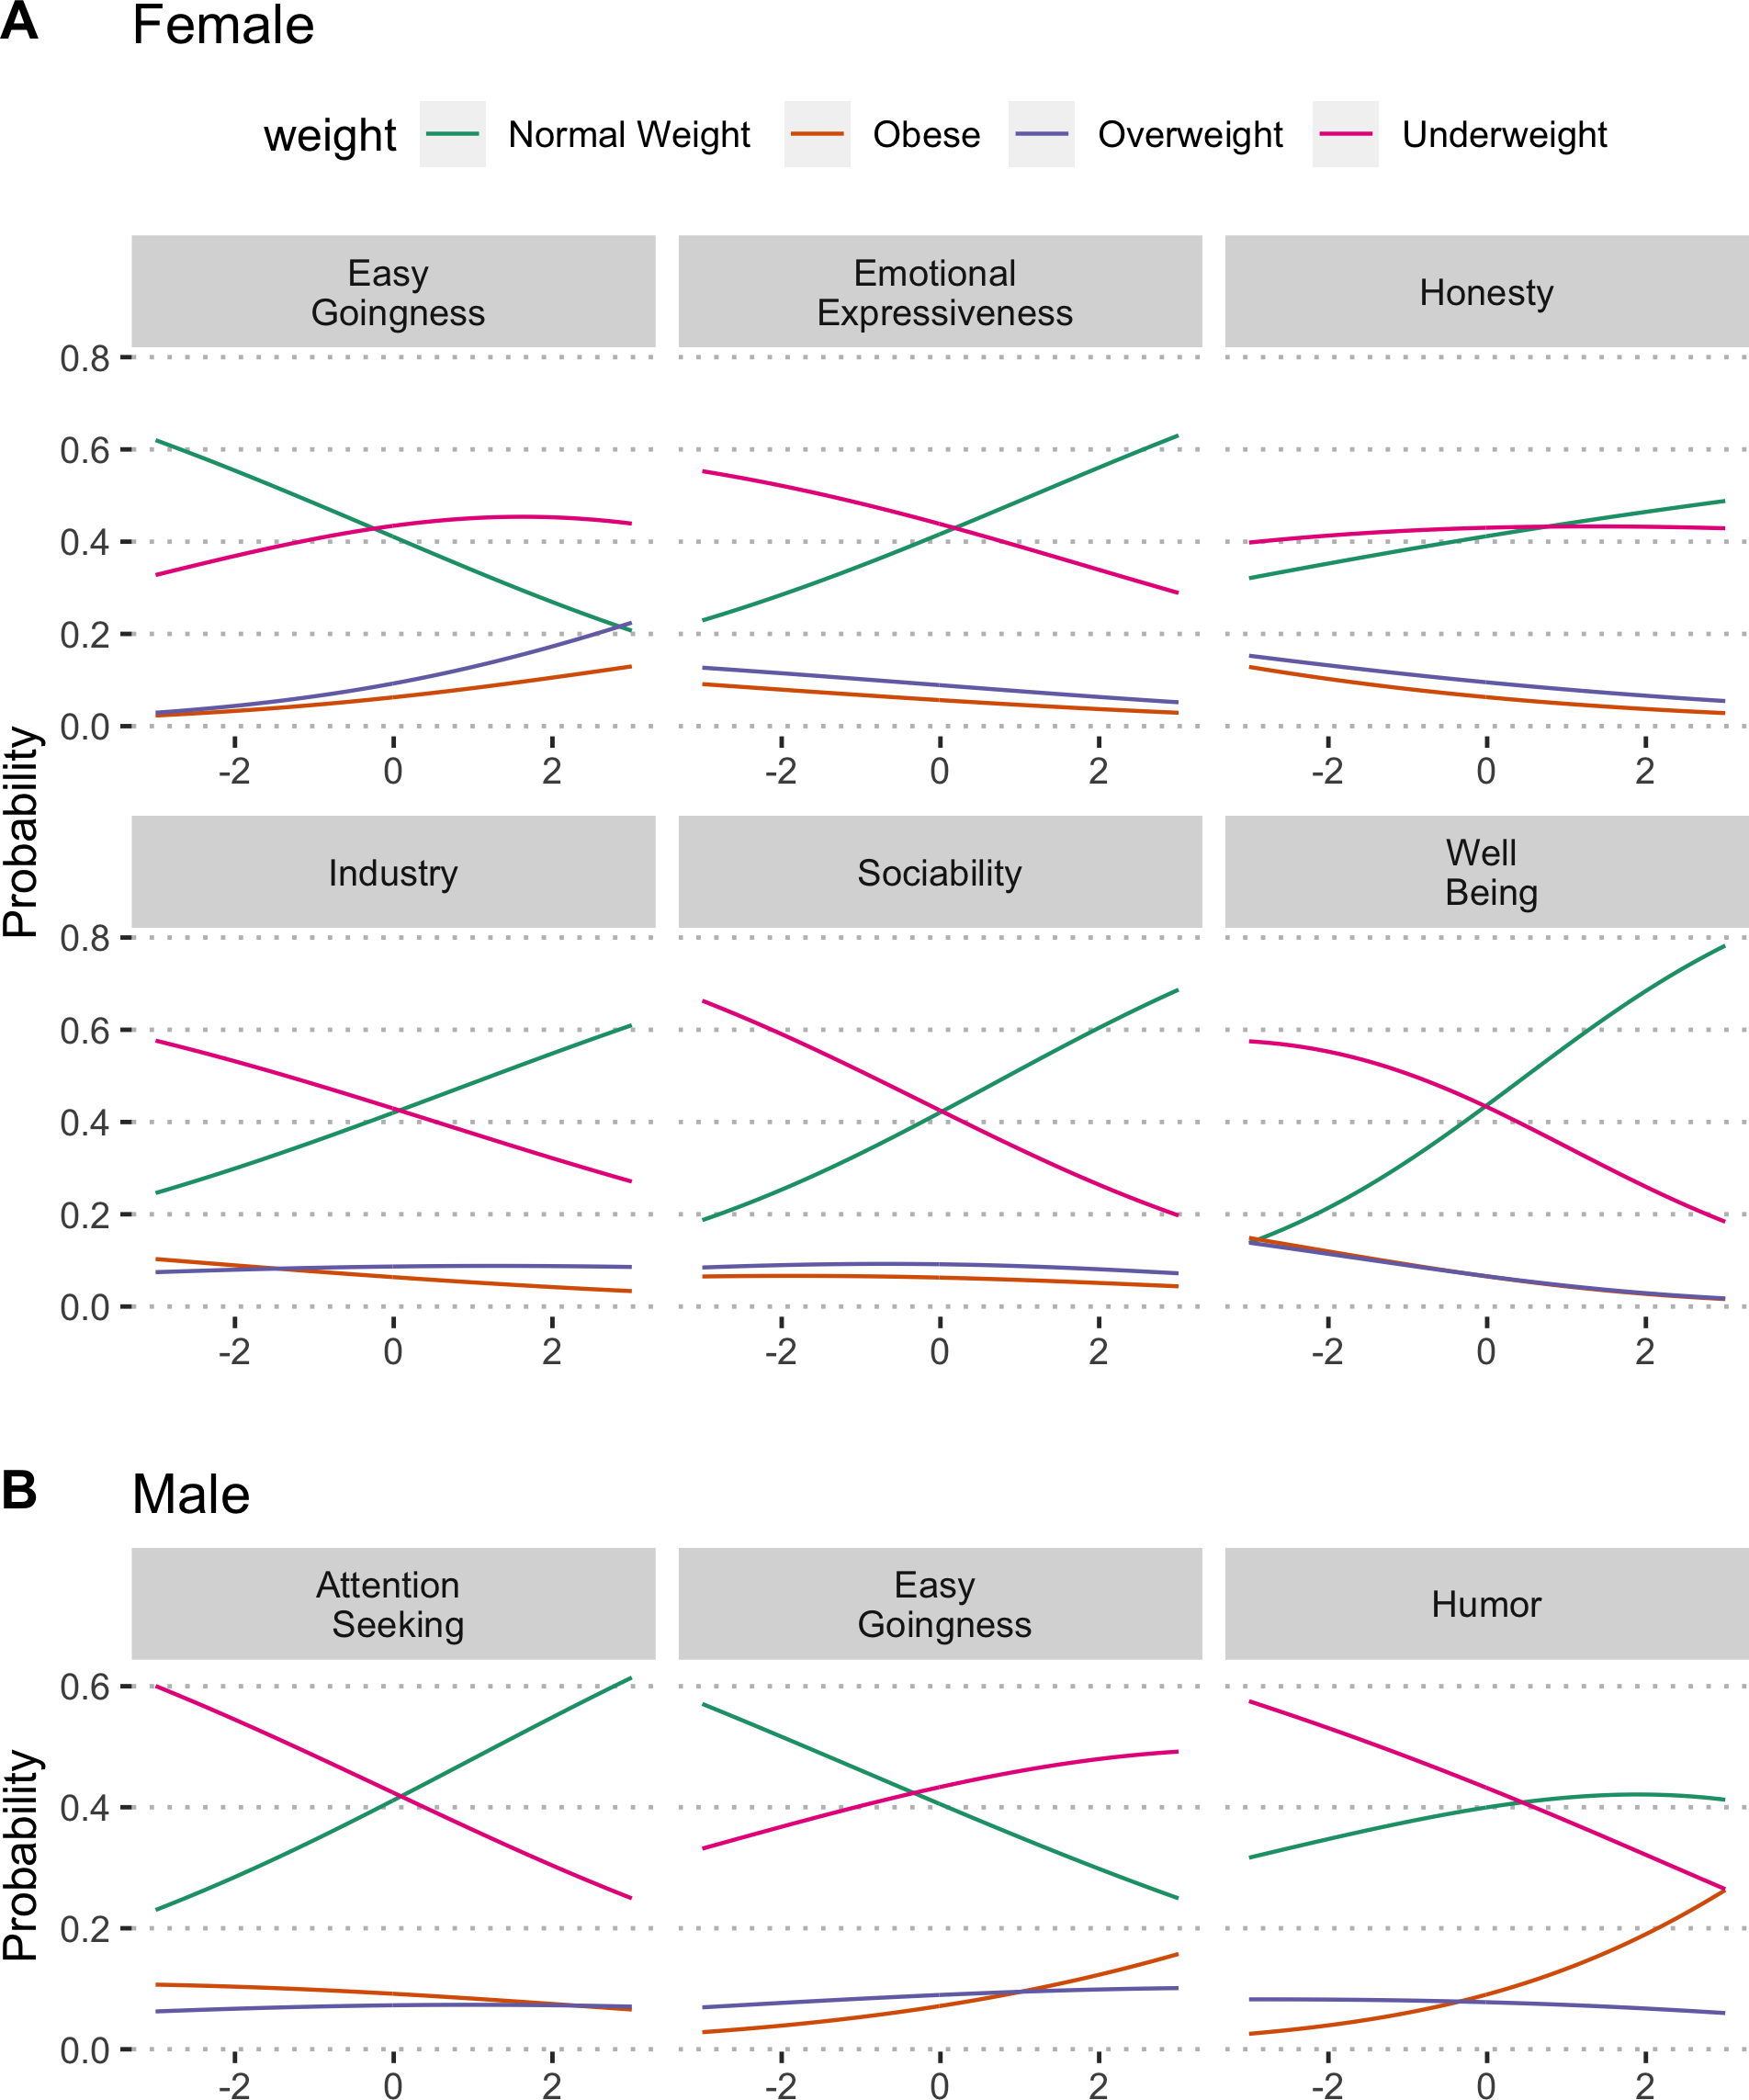 A Female
weight Normal Weight Obese Overweight Underweight
Easy
Goingness
Emotional
Expressiveness
Honesty
0.8
0.6
0.4
0.2
0.0
-2 0 2 -2 0 2 -2 0 2
Probability
Industry
Sociability
Well
Being
0.8
0.6
0.4
0.2
0.0
-2 0 2 -2 0 2 -2 0 2
B Male
Attention
Seeking
Easy
Goingness
Humor
0.6
0.4
0.2
0.0
Probability
-2 0 2 -2 0 2 -2 0 2